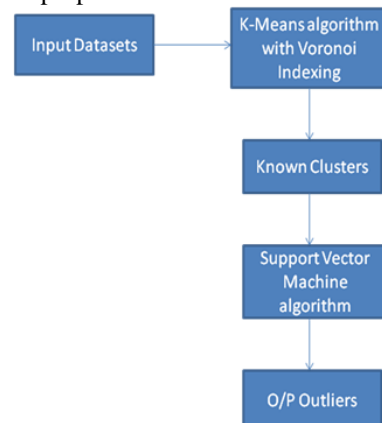 Input Datasets
K-Means algorithm
with Voronoi
Indexing
Known Clusters
Support Vector
Machine
algorithm
O/P Outliers